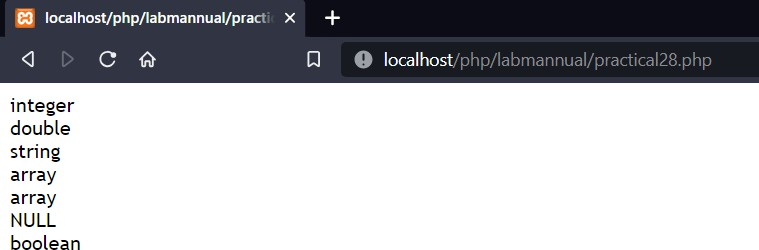 localhost/php/labmannual/practic
localhost/php/labmannual/practical28.php
integer
double
string
array
array
NULL
boolean